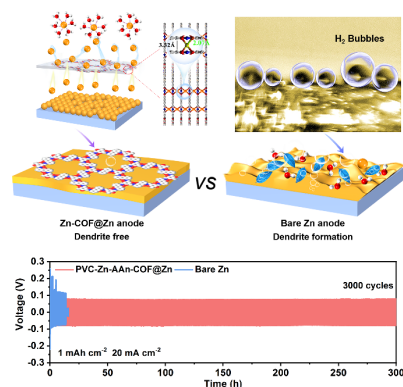 3.32Å
H₂ Bubbles
VS
Zn-COF@Zn anode
Dendrite free
Bare Zn anode
Dendrite formation
PVC-Zn-AAn-COF@Zn
Bare Zn
3000 cycles
1 mAh cm⁻² 20 mA cm⁻²
Voltage (V)
0.3
0.2
0.1
0.0
-0.1
-0.2
-0.3
0
50
100
150
200
250
300
Time (h)